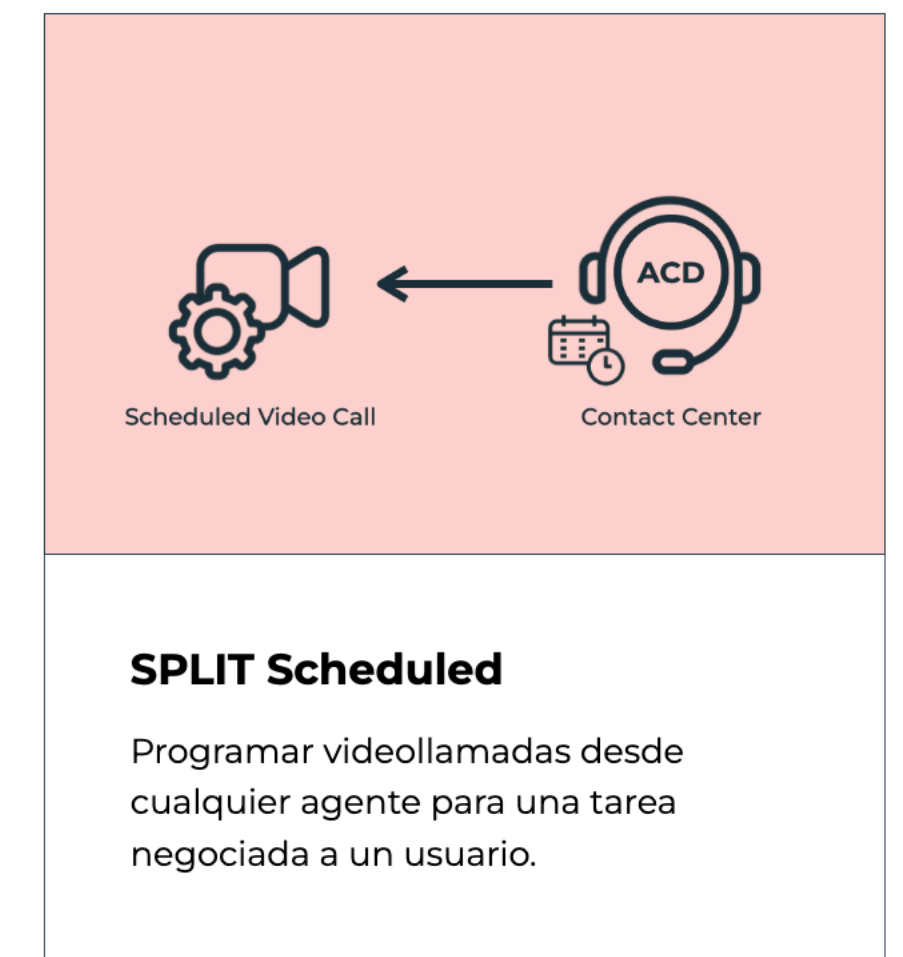 ACD
Scheduled Video Call
Contact Center
SPLIT Scheduled
Programar videollamadas desde
cualquier agente para una tarea
negociada a un usuario.